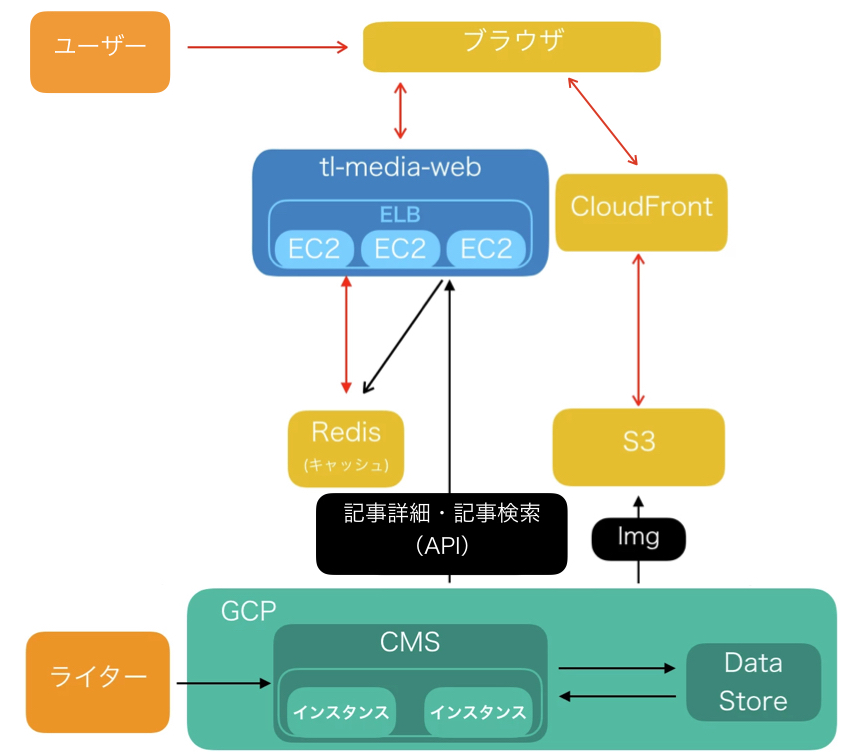 ユーザー
ブラウザ
tl-media-web
ELB
EC2
EC2
EC2
CloudFront
Redis
(キャッシュ)
S3
記事詳細・記事検索
(API)
Img
GCP
CMS
インスタンス
インスタンス
Data
Store
ライター